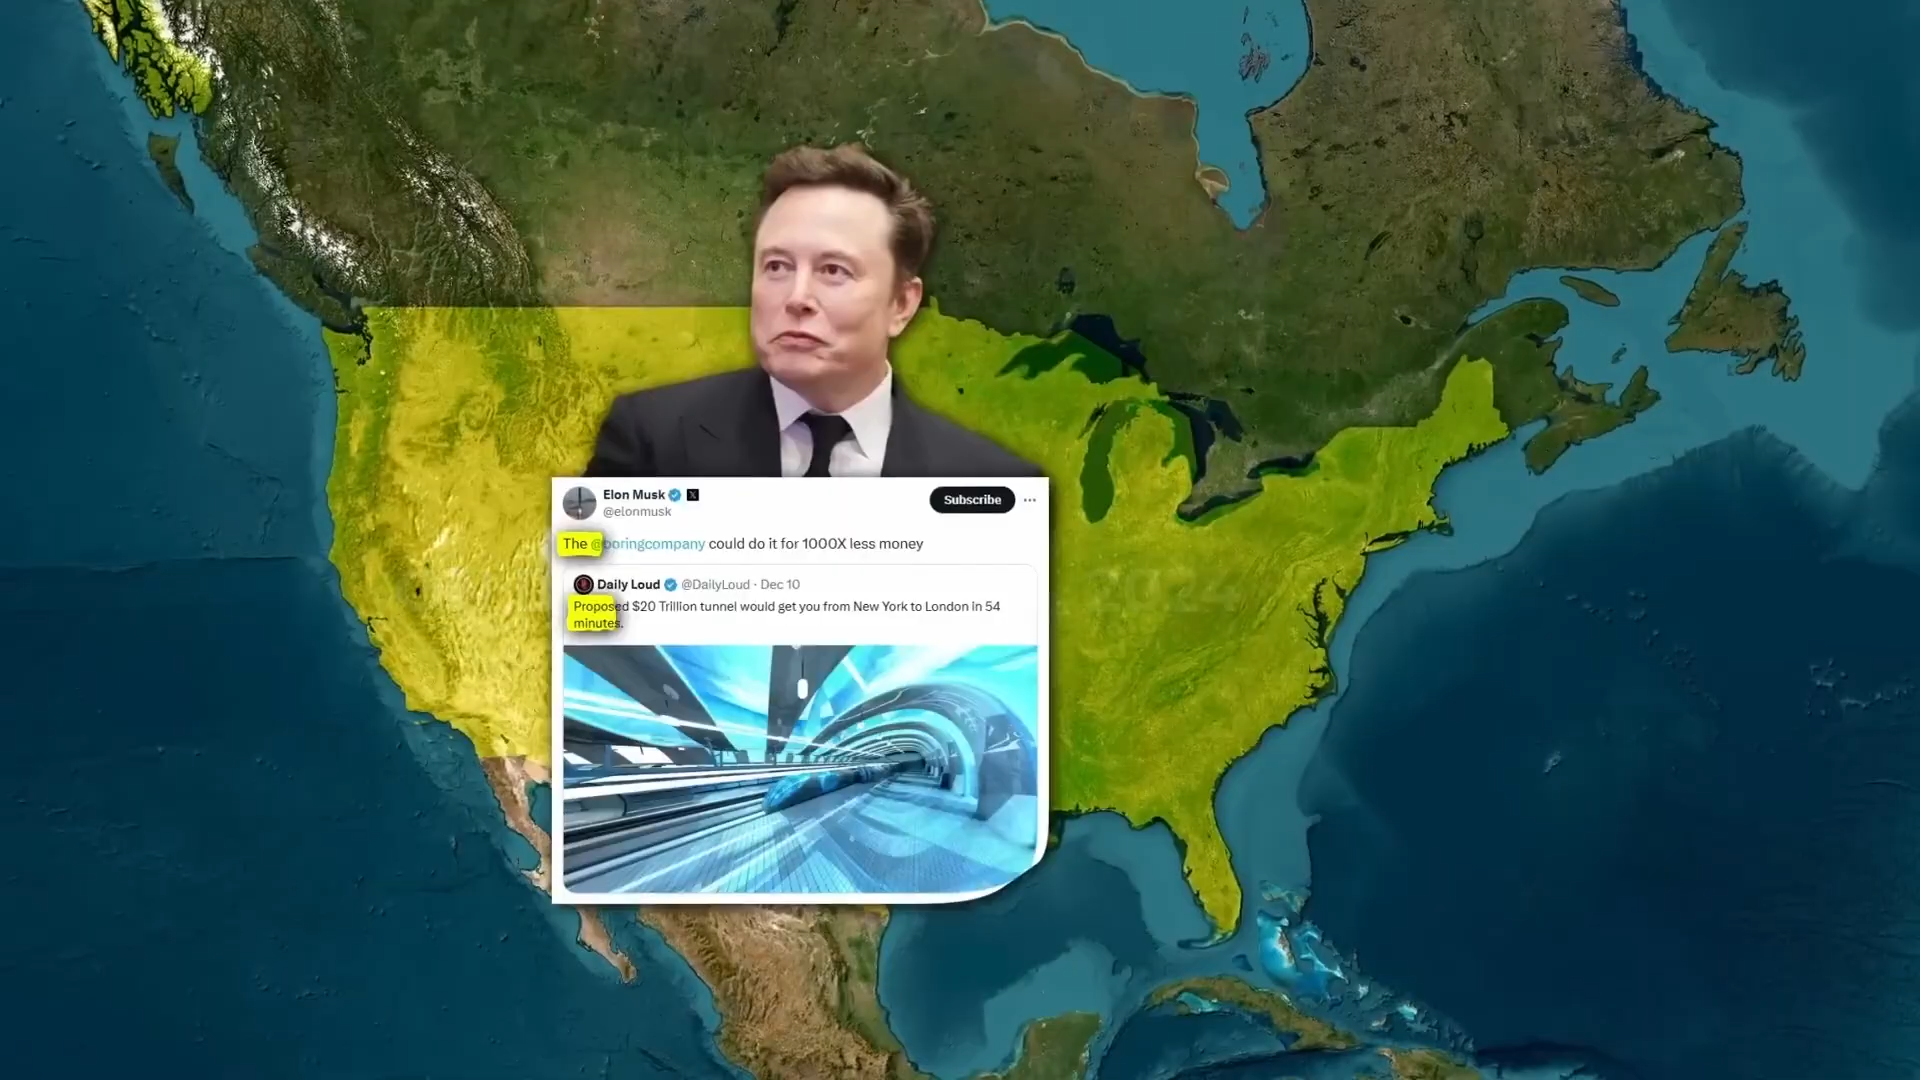 Elon Musk
@elonmusk
Subscribe
The @boringcompany could do it for 1000X less money
Daily Loud @DailyLoud · Dec 10
Proposed $20 Trillion tunnel would get you from New York to London in 54
minutes.
2024